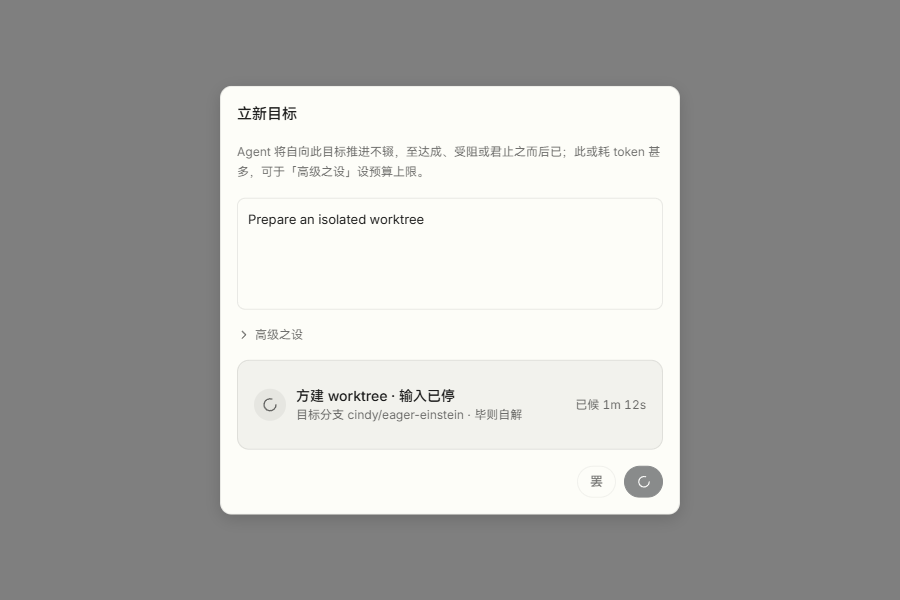 立新目标
Agent 将自向此目标推进不辍，至达成、受阻或君止之而后已；此或耗 token 甚
多，可于「高级之设」设预算上限。
Prepare an isolated worktree
高级之设
方建 worktree · 输入已停
目标分支 cindy/eager-einstein · 毕则自解
已候 1m 12s
罢